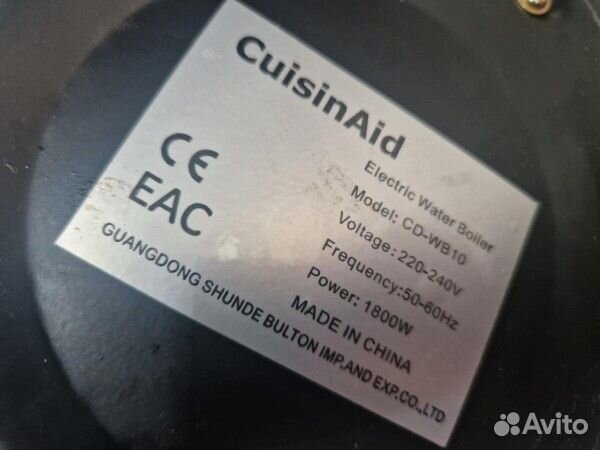 CuisinAid
Electric Water Boiler
Model: CD-WB10
Voltage: 220-240V
Frequency:50-60Hz
Power: 1800W
MADE IN CHINA
CE
EAC
GUANGDONG SHUNDE BULTON IMP.AND EXP.CO.,LTD
Avito